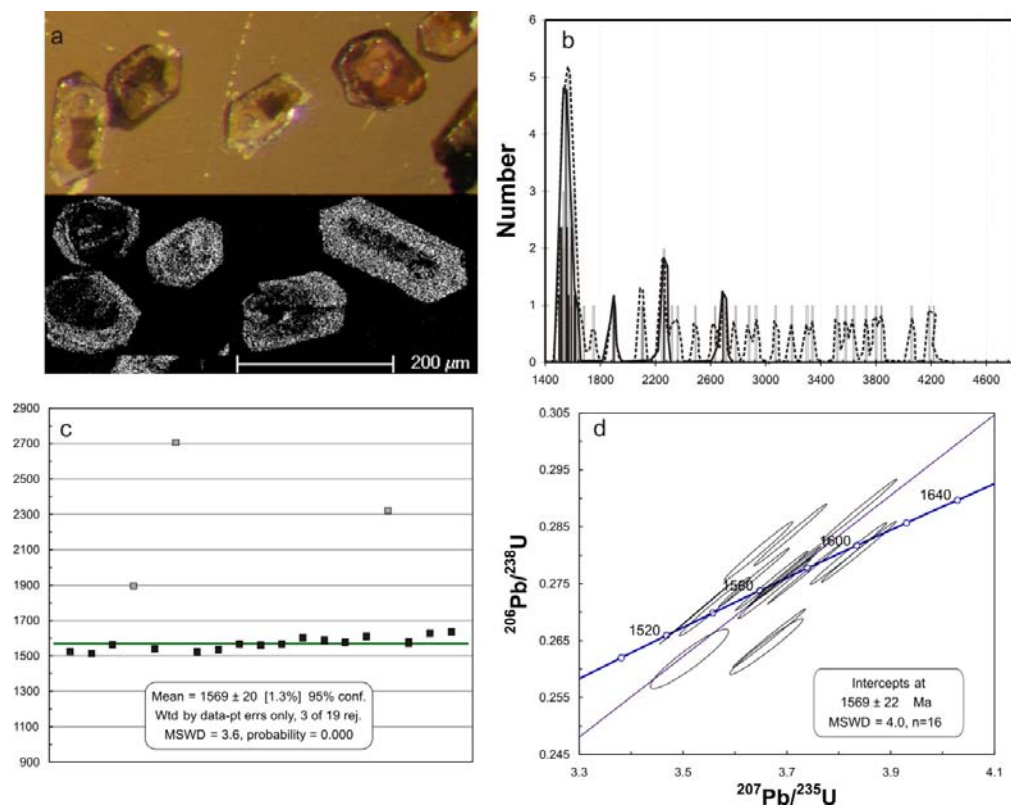 a
200 µm
b
Number
6
5
4
3
2
1
0
1400 1800 2200 2600 3000 3400 3800 4200 4600
c
2900
2700
2500
2300
2100
1900
1700
1500
1300
1100
900
Mean = 1569 ± 20 [1.3%] 95% conf.
Wtd by data-pt errs only, 3 of 19 rej.
MSWD = 3.6, probability = 0.000
d
²⁰⁶Pb/²³⁸U
0.305
0.295
0.285
0.275
0.265
0.255
0.245
1640
1600
1560
1520
Intercepts at
1569 ± 22 Ma
MSWD = 4.0, n=16
3.3 3.5 3.7 3.9 4.1
²⁰⁷Pb/²³⁵U